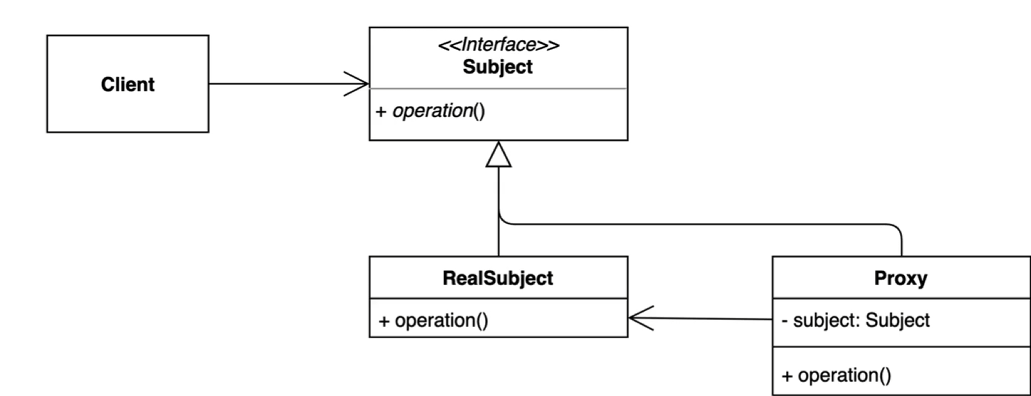 <<Interface>>
Subject
Client
+ operation()
RealSubject
+ operation()
Proxy
- subject: Subject
+ operation()